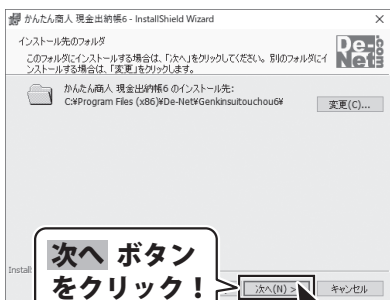 かんたん商人 現金出納帳6 - InstallShield Wizard
インストール先のフォルダ
このフォルダにインストールする場合は、「次へ」をクリックしてください。別のフォルダにイ
ンストールする場合は、「変更」をクリックします。
De-
Net
.com
かんたん商人 現金出納帳6 のインストール先:
C:¥Program Files (x86)¥De-Net¥Genkinsuitouchou6¥
変更(C)...
Install
次へ ボタン
をクリック!
次へ(N) >
キャンセル